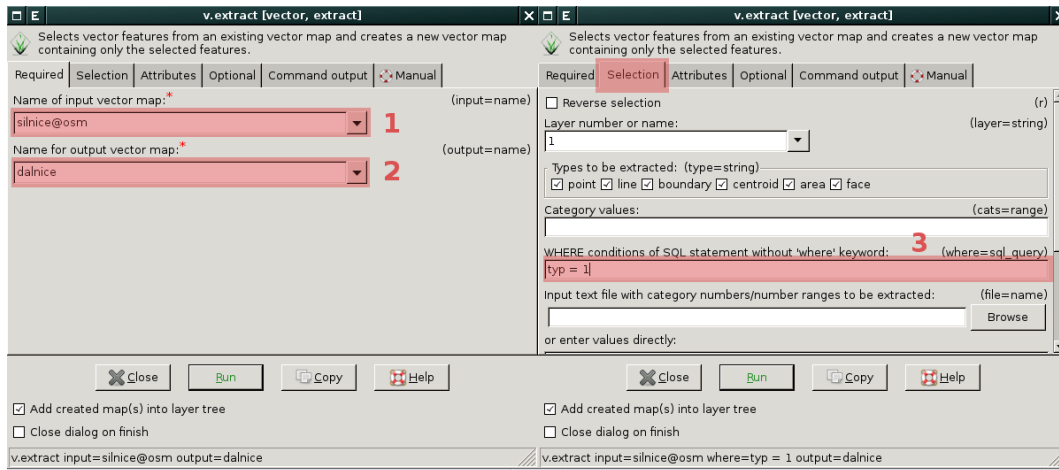 v.extract [vector, extract]
Selects vector features from an existing vector map and creates a new vector map
containing only the selected features.
Required Selection Attributes Optional Command output Manual
Name of input vector map:* (input=name)
silnice@osm 1
Name for output vector map:* (output=name)
dalnice 2
Close Run Copy Help
Add created map(s) into layer tree
Close dialog on finish
v.extract input=silnice@osm output=dalnice
v.extract [vector, extract]
Selects vector features from an existing vector map and creates a new vector map
containing only the selected features.
Required Selection Attributes Optional Command output Manual
Reverse selection (r)
Layer number or name: (layer=string)
1
Types to be extracted: (type=string)
point line boundary centroid area face
Category values: (cats=range)
WHERE conditions of SQL statement without 'where' keyword: 3 (where=sql_query)
typ = 1
Input text file with category numbers/number ranges to be extracted: (file=name)
Browse
or enter values directly:
Close Run Copy Help
Add created map(s) into layer tree
Close dialog on finish
v.extract input=silnice@osm where=typ = 1 output=dalnice